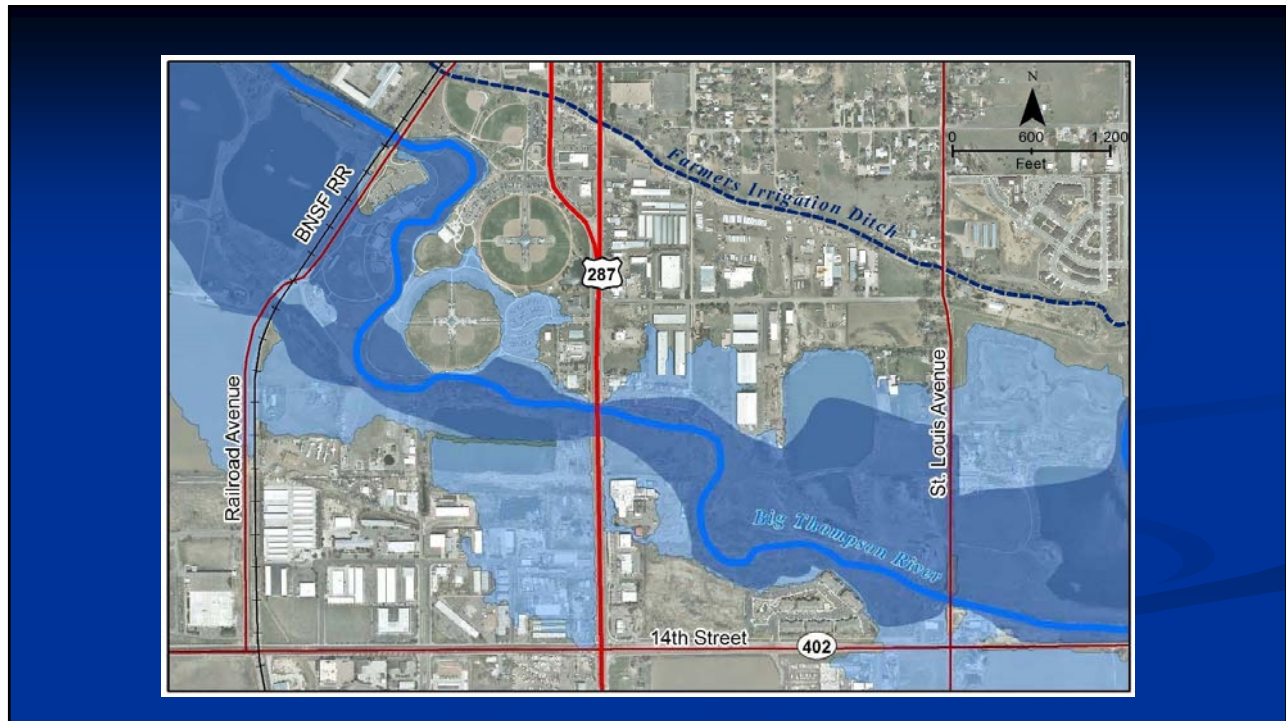 N
0 600 1,200
Feet
BNSF RR
Farmers Irrigation Ditch
287
Railroad Avenue
St. Louis Avenue
Big Thompson River
14th Street
402